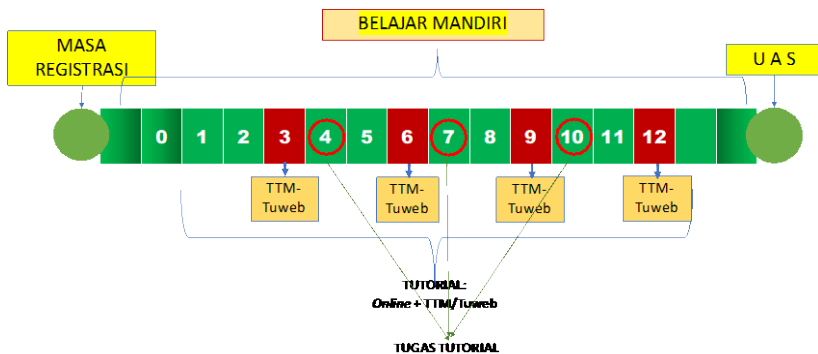 BELAJAR MANDIRI
MASA
REGISTRASI
U A S
0 1 2 3 4 5 6 7 8 9 10 11 12
TTM-
Tuweb
TTM-
Tuweb
TTM-
Tuweb
TTM-
Tuweb
TUTORIAL:
Online + TTM/Tuweb
TUGAS TUTORIAL